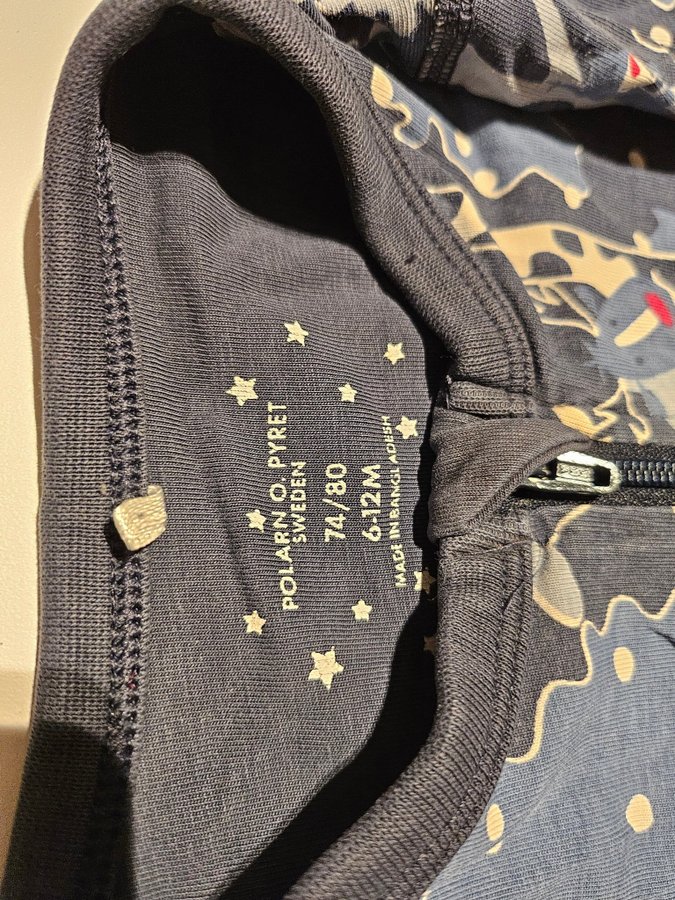 POLARN O. PYRET
SWEDEN
74/80
6-12M
MADE IN BANGLADESH